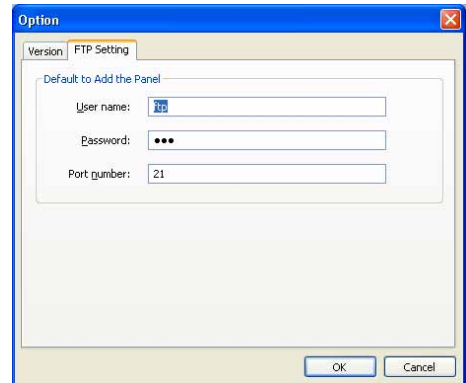 Option
Version FTP Setting
Default to Add the Panel
User name: ftp
Password: ●●●
Port number: 21
OK Cancel